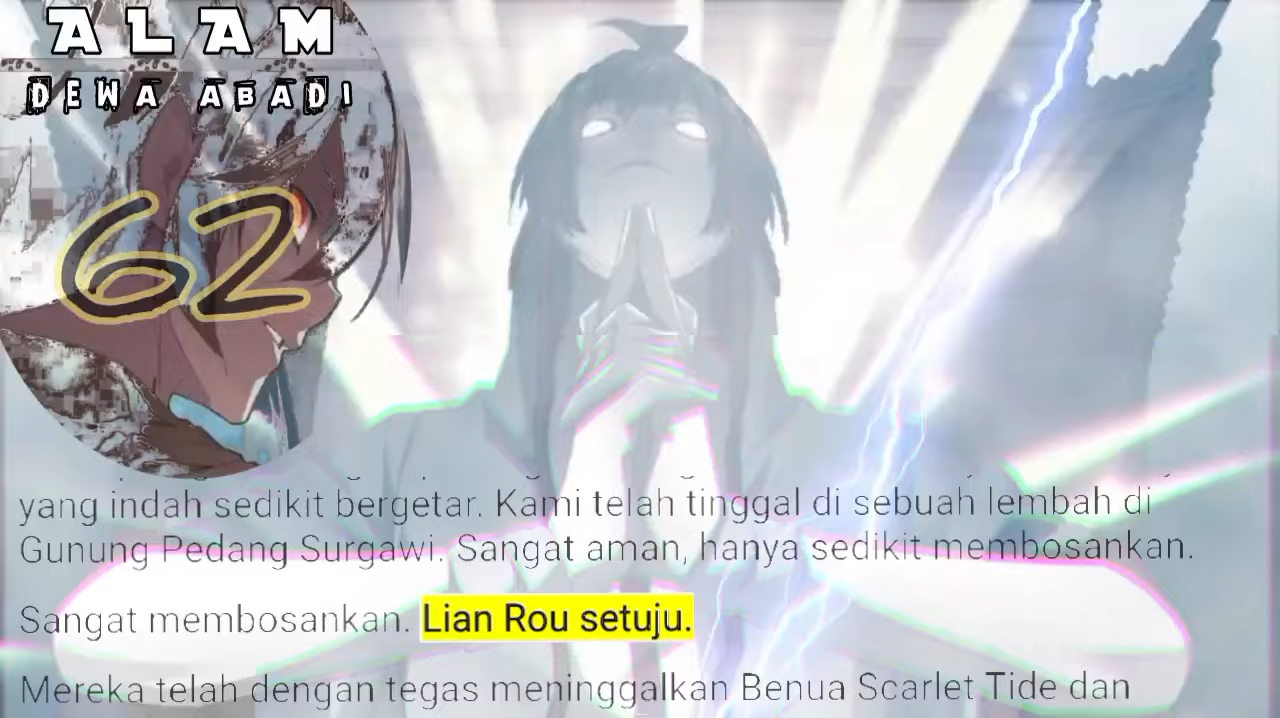 ALAM
DEWA ABADI
62
yang indah sedikit bergetar. Kami telah tinggal di sebuah lembah di
Gunung Pedang Surgawi. Sangat aman, hanya sedikit membosankan.
Sangat membosankan. Lian Rou setuju.
Mereka telah dengan tegas meninggalkan Benua Scarlet Tide dan